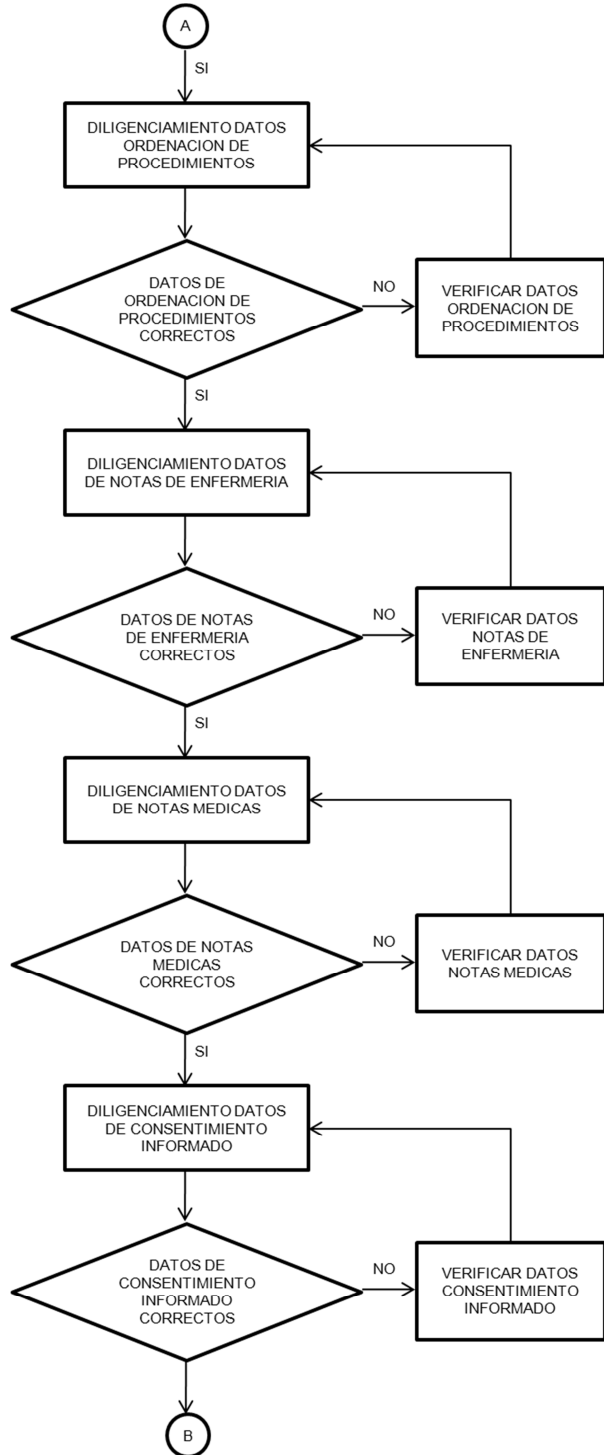 A
SI
DILIGENCIAMIENTO DATOS
ORDENACION DE
PROCEDIMIENTOS
DATOS DE
ORDENACION DE
PROCEDIMIENTOS
CORRECTOS
NO
VERIFICAR DATOS
ORDENACION DE
PROCEDIMIENTOS
SI
DILIGENCIAMIENTO DATOS
DE NOTAS DE ENFERMERIA
DATOS DE NOTAS
DE ENFERMERIA
CORRECTOS
NO
VERIFICAR DATOS
NOTAS DE
ENFERMERIA
SI
DILIGENCIAMIENTO DATOS
DE NOTAS MEDICAS
DATOS DE NOTAS
MEDICAS
CORRECTOS
NO
VERIFICAR DATOS
NOTAS MEDICAS
SI
DILIGENCIAMIENTO DATOS
DE CONSENTIMIENTO
INFORMADO
DATOS DE
CONSENTIMIENTO
INFORMADO
CORRECTOS
NO
VERIFICAR DATOS
CONSENTIMIENTO
INFORMADO
B